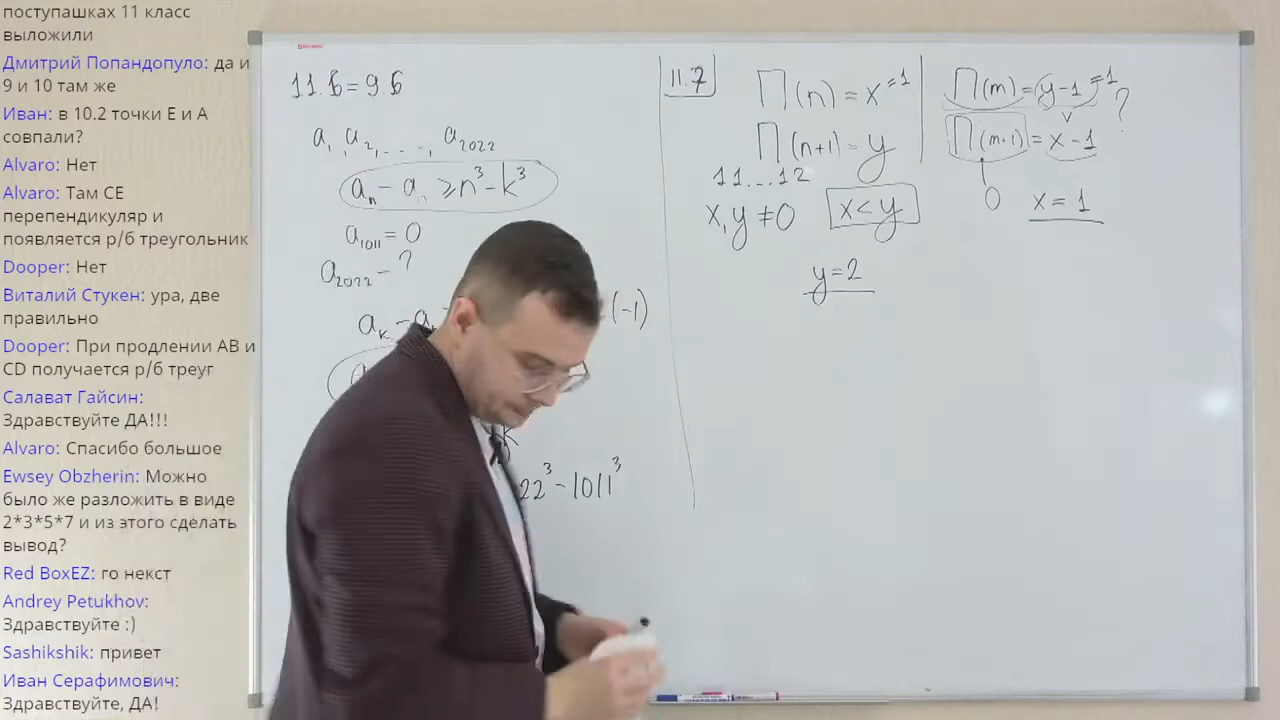 поступашках 11 класс
выложили
Дмитрий Попандопуло: да и
9 и 10 там же
Иван: в 10.2 точки Е и А
совпали?
Alvaro: Нет
Alvaro: Там СЕ
перепендикуляр и
появляется р/б треугольник
Dooper: Нет
Виталий Стукен: ура, две
правильно
Dooper: При продлении АВ и
CD получается р/б треуг
Салават Гайсин:
Здравствуйте ДА!!!
Alvaro: Спасибо большое
Ewsey Obzherin: Можно
было же разложить в виде
2*3*5*7 и из этого сделать
вывод?
Red BoxEZ: го некст
Andrey Petukhov:
Здравствуйте :)
Sashikshik: привет
Иван Серафимович:
Здравствуйте, ДА!
11.6 = 9.6
a₁, a₂, ..., a₂₀₂₂
≥ n³ - k³
a₁₀₁₁ = 0
a₂₀₂₂ - ?
(-1)
22³ - 1011³
11.7
П(n) = x =1
П(n+1) = y
11...12
x, y ≠ 0
x < y
y = 2
П(m) = y-1 =1
∨
?
П(m+1) = x-1
0
x = 1